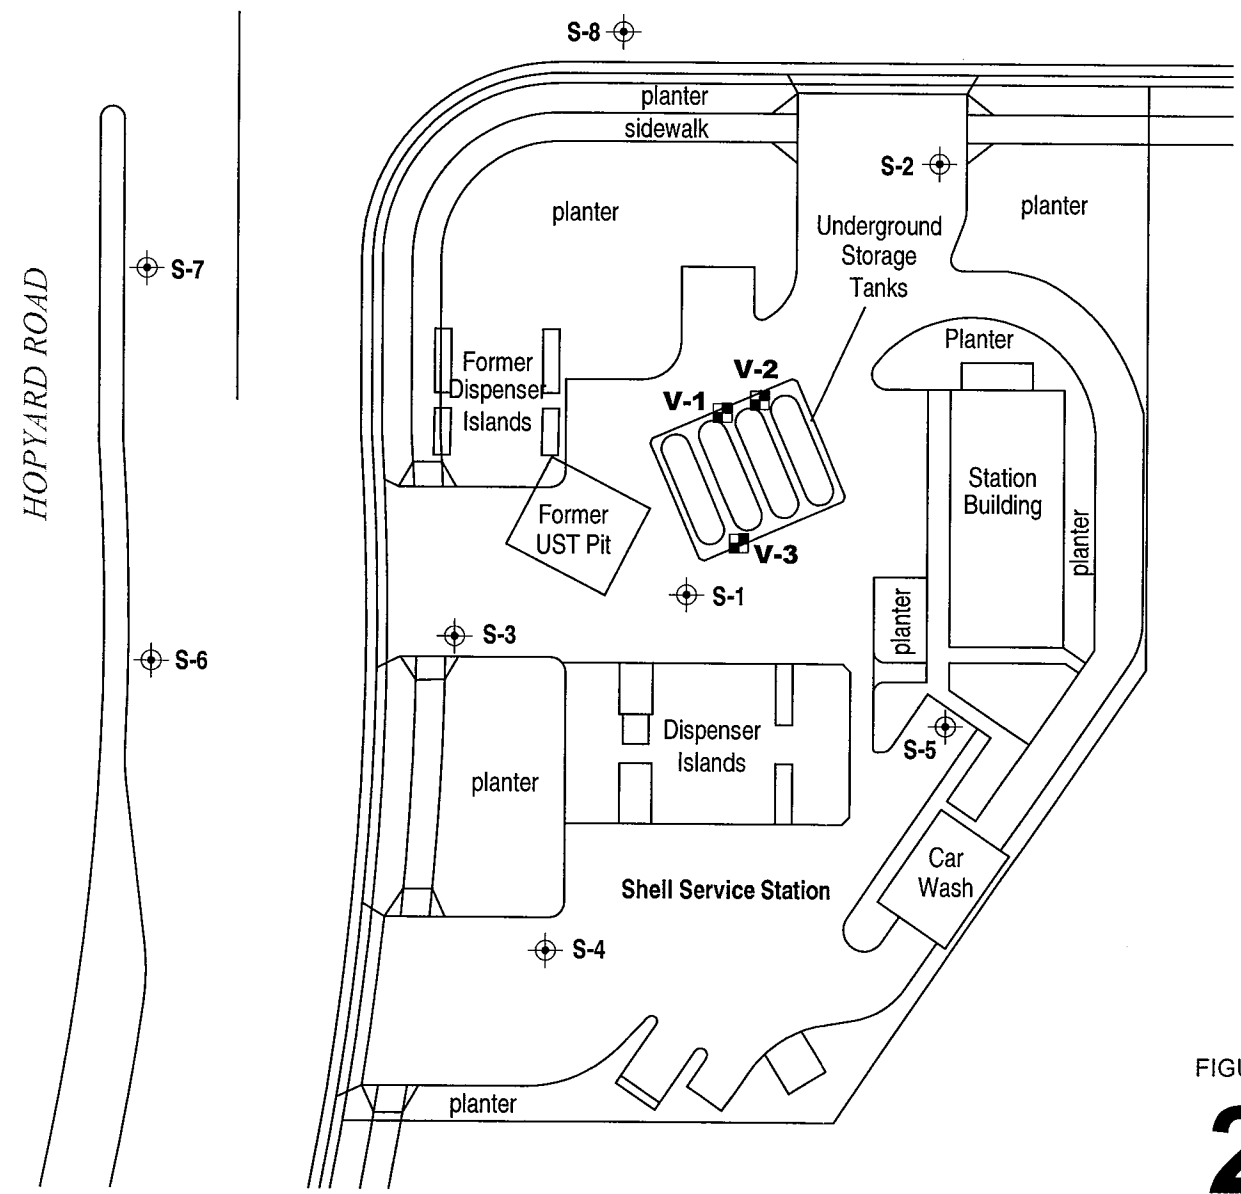 S-8
planter
sidewalk
S-2
planter
planter
Underground
Storage
Tanks
S-7
HOPYARD ROAD
Former
Dispenser
Islands
Planter
V-2
V-1
Station
Building
Former
UST Pit
V-3
planter
S-1
planter
S-3
S-6
Dispenser
Islands
S-5
planter
Car
Wash
Shell Service Station
S-4
planter
FIGU
2